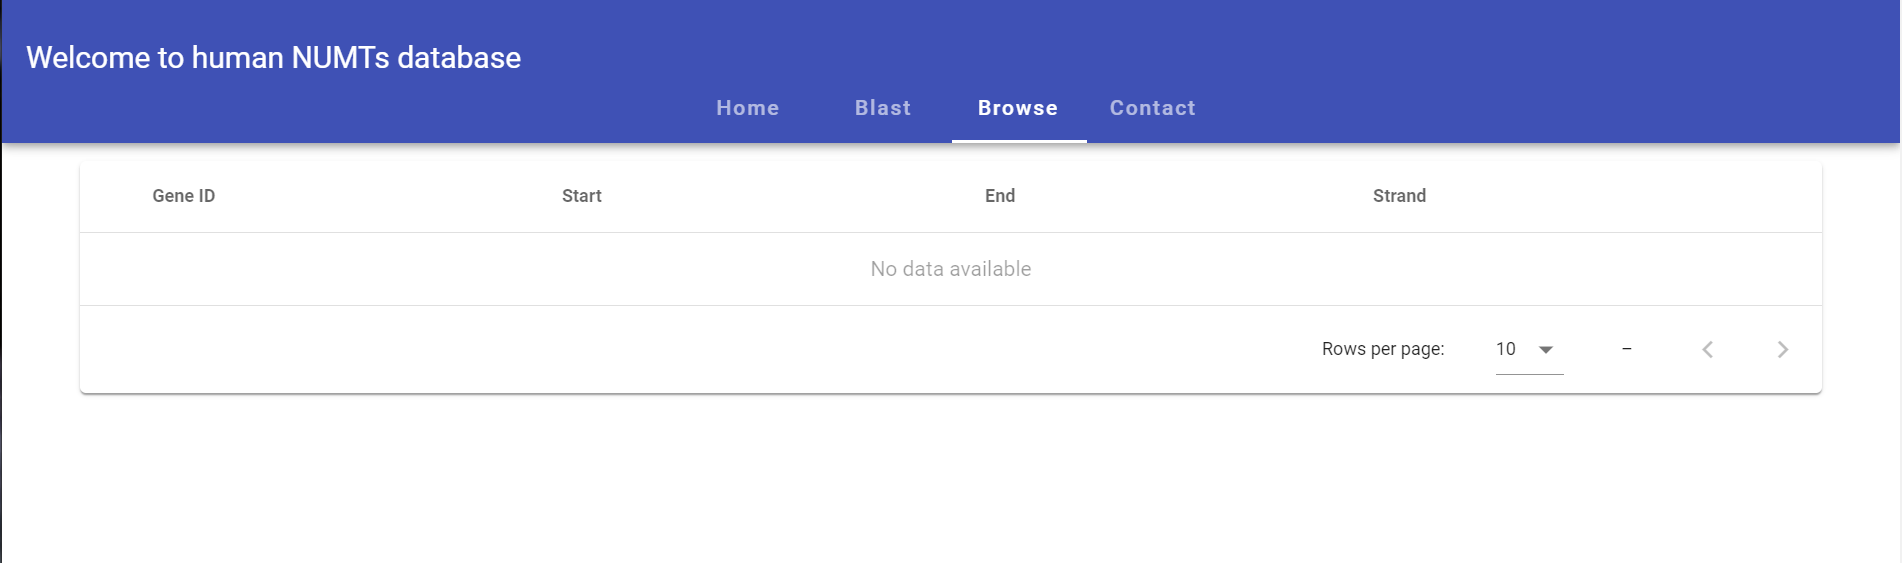 Welcome to human NUMTs database
Home Blast Browse Contact
Gene ID Start End Strand
No data available
Rows per page: 10 –